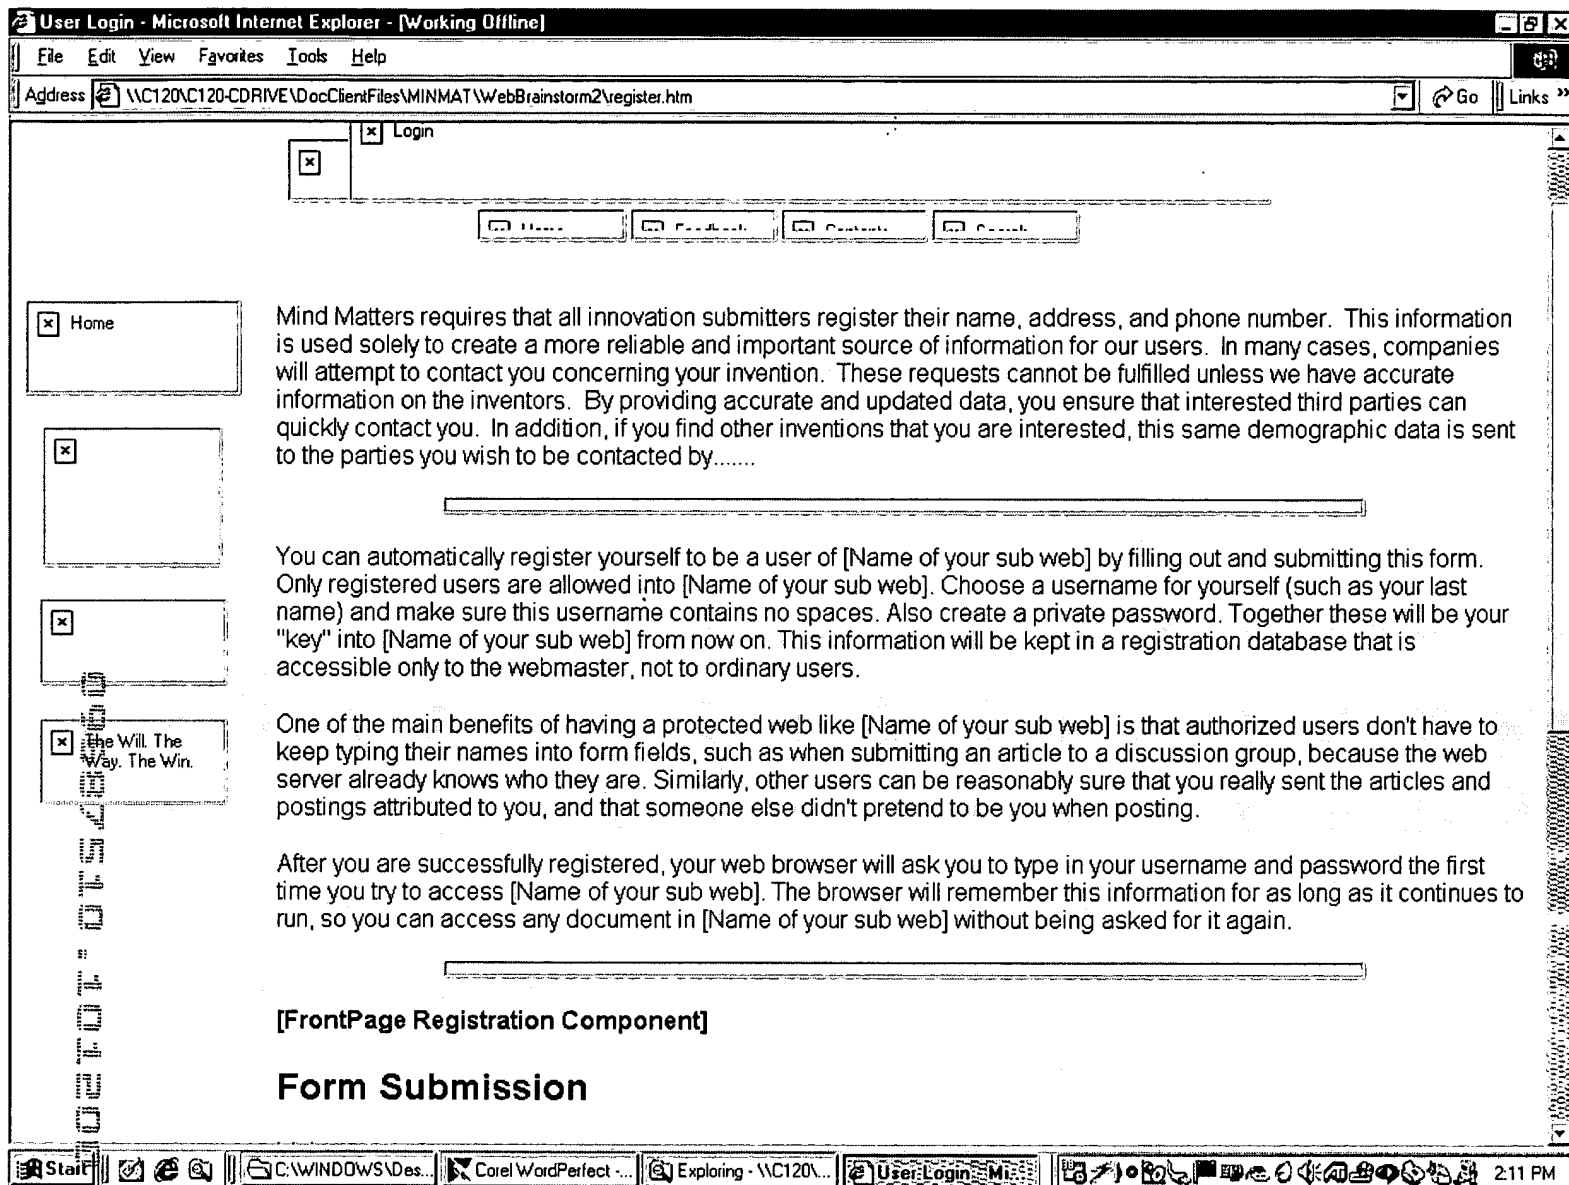 User Login - Microsoft Internet Explorer - [Working Offline]
File Edit View Favorites Tools Help
Address \\C120\C120-CDRIVE\DocClientFiles\MINMAT\WebBrainstorm2\register.htm Go Links »
Login
Home
Mind Matters requires that all innovation submitters register their name, address, and phone number. This information
is used solely to create a more reliable and important source of information for our users. In many cases, companies
will attempt to contact you concerning your invention. These requests cannot be fulfilled unless we have accurate
information on the inventors. By providing accurate and updated data, you ensure that interested third parties can
quickly contact you. In addition, if you find other inventions that you are interested, this same demographic data is sent
to the parties you wish to be contacted by.......
You can automatically register yourself to be a user of [Name of your sub web] by filling out and submitting this form.
Only registered users are allowed into [Name of your sub web]. Choose a username for yourself (such as your last
name) and make sure this username contains no spaces. Also create a private password. Together these will be your
"key" into [Name of your sub web] from now on. This information will be kept in a registration database that is
accessible only to the webmaster, not to ordinary users.
The Will. The
Way. The Win.
One of the main benefits of having a protected web like [Name of your sub web] is that authorized users don't have to
keep typing their names into form fields, such as when submitting an article to a discussion group, because the web
server already knows who they are. Similarly, other users can be reasonably sure that you really sent the articles and
postings attributed to you, and that someone else didn't pretend to be you when posting.
After you are successfully registered, your web browser will ask you to type in your username and password the first
time you try to access [Name of your sub web]. The browser will remember this information for as long as it continues to
run, so you can access any document in [Name of your sub web] without being asked for it again.
[FrontPage Registration Component]
Form Submission
Start C:\WINDOWS\Des... Corel WordPerfect -... Exploring - \\C120\... User Login - Mi... 2:11 PM